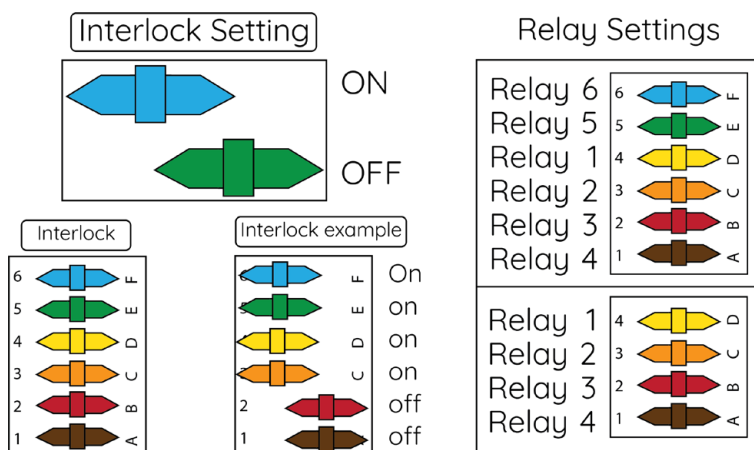 Interlock Setting
ON
OFF
Interlock
6 F
5 E
4 D
3 C
2 B
1 A
Interlock example
F On
E on
D on
C on
2 off
1 off
Relay Settings
Relay 6 6 F
Relay 5 5 E
Relay 1 4 D
Relay 2 3 C
Relay 3 2 B
Relay 4 1 A
Relay 1 4 D
Relay 2 3 C
Relay 3 2 B
Relay 4 1 A